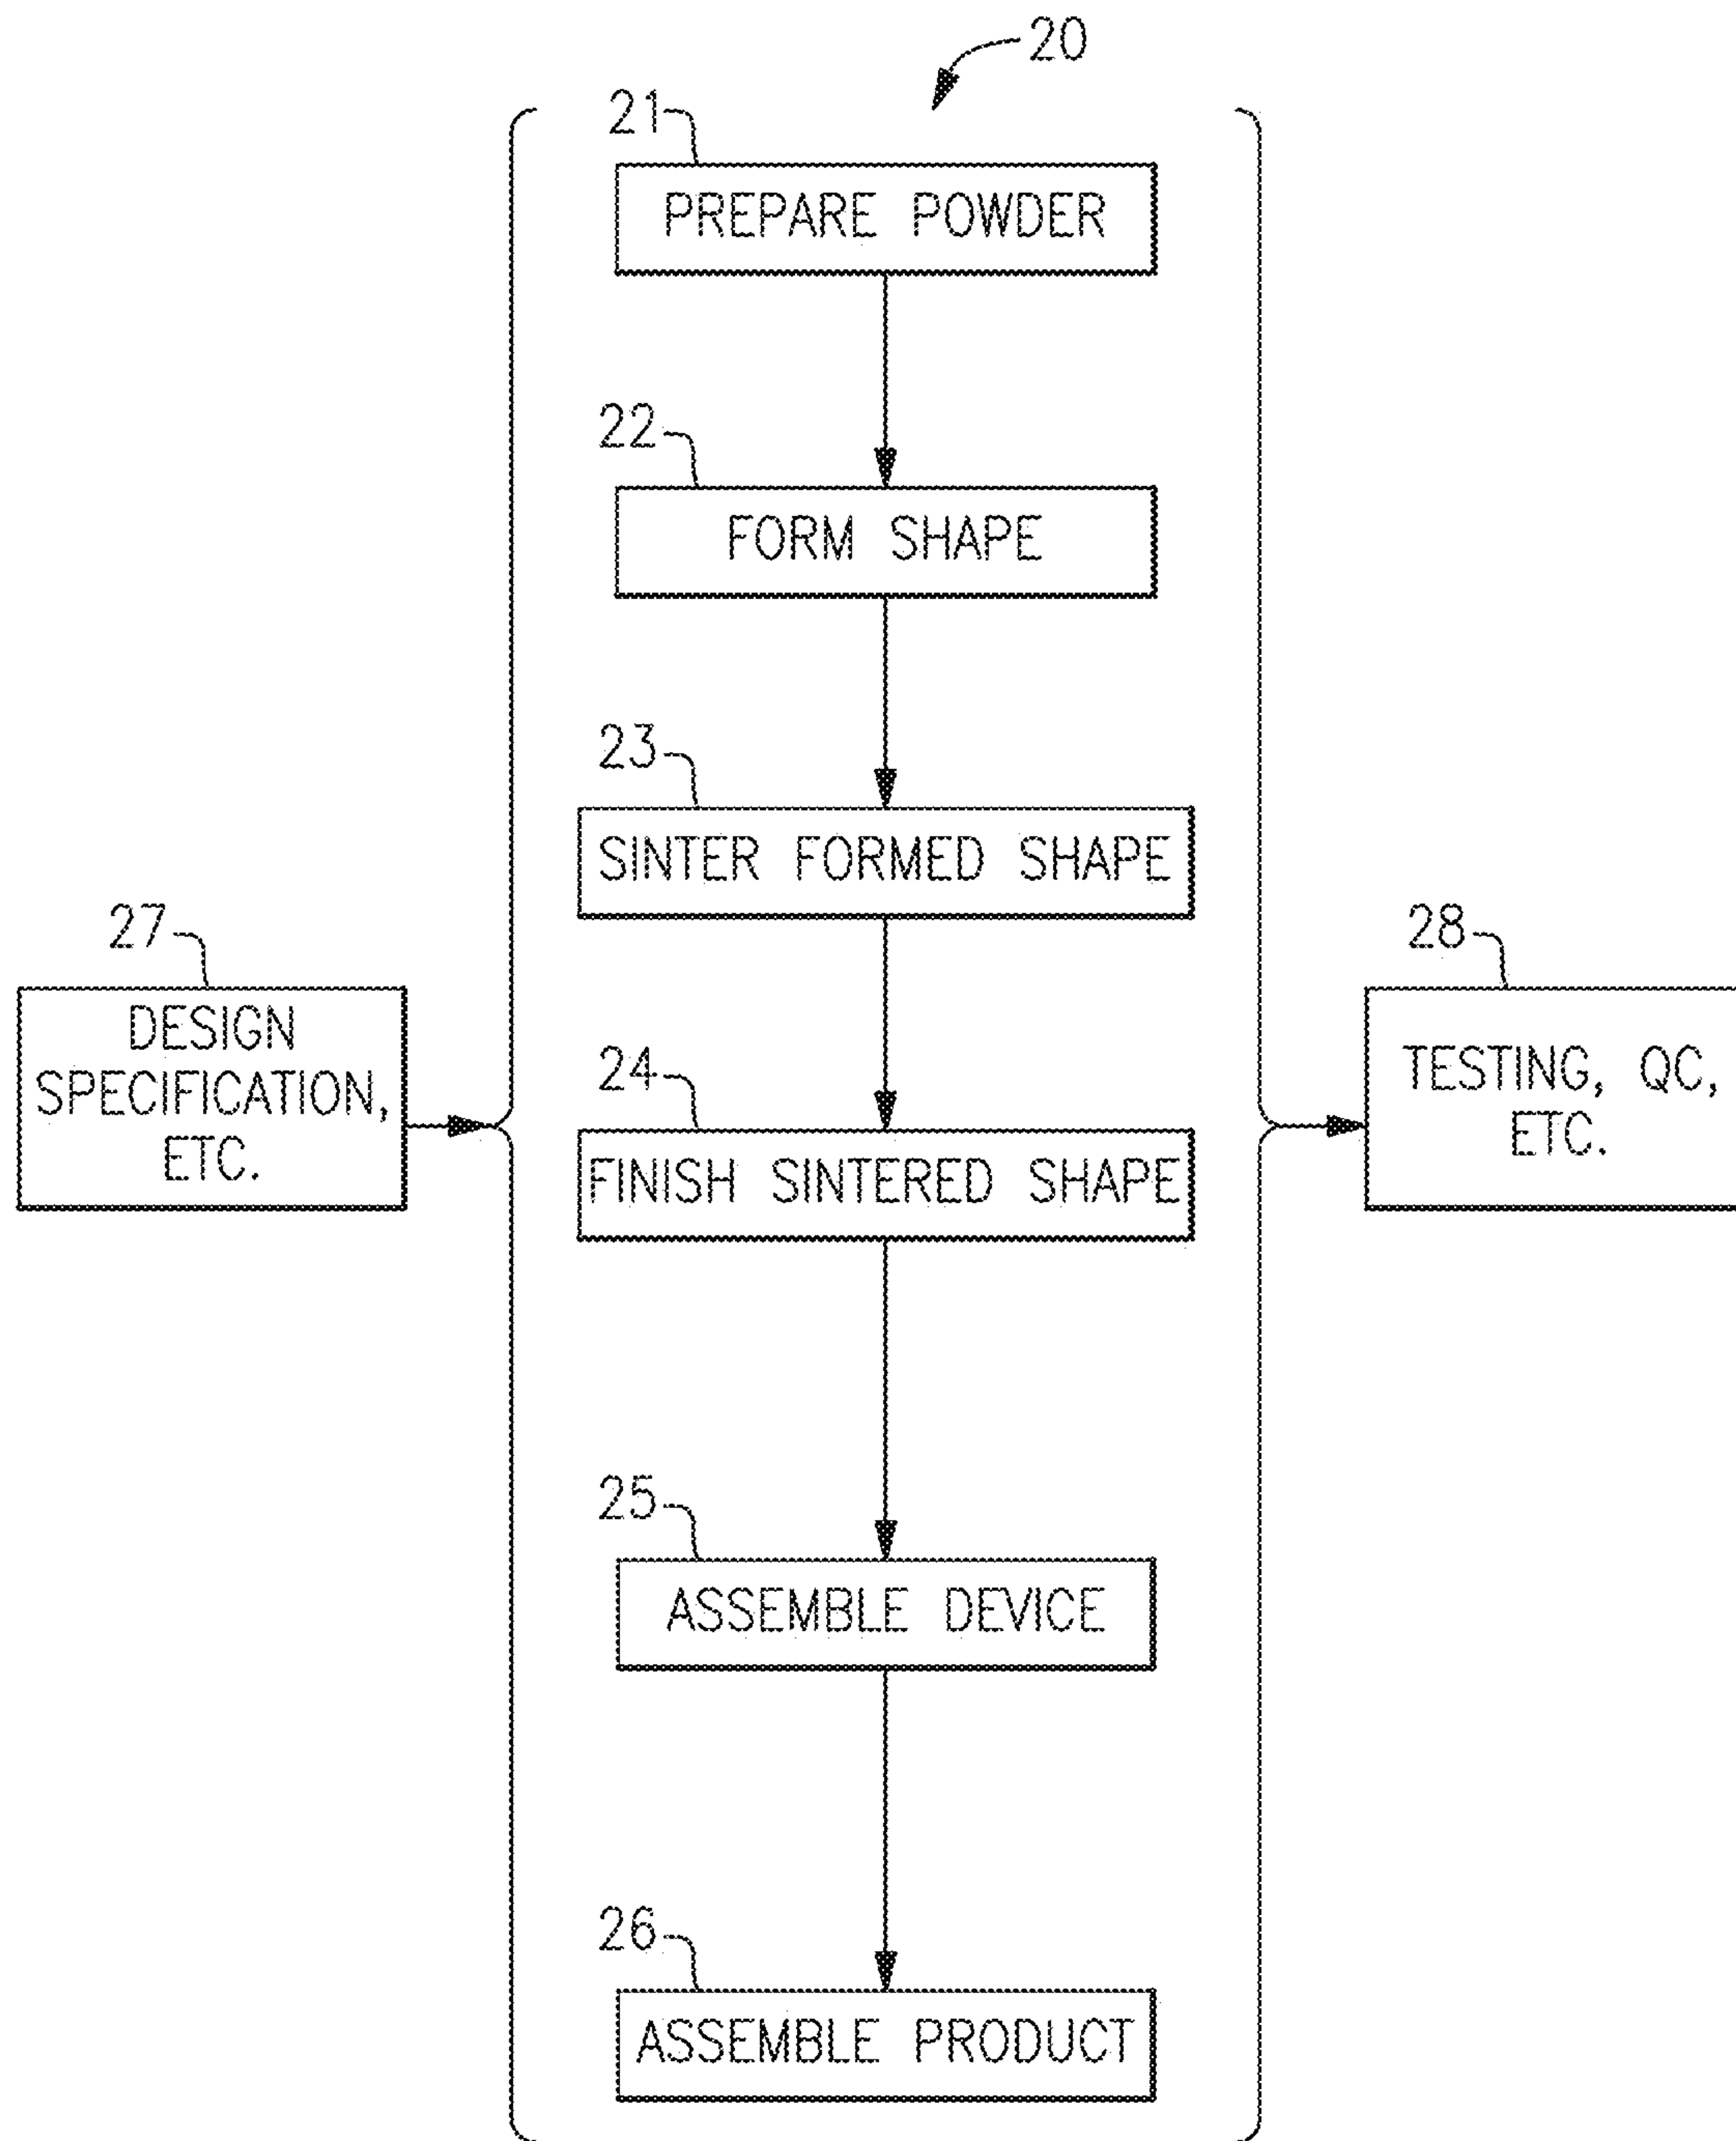 20
21
PREPARE POWDER
22
FORM SHAPE
23
SINTER FORMED SHAPE
27
DESIGN
SPECIFICATION,
ETC.
28
TESTING, QC,
ETC.
24
FINISH SINTERED SHAPE
25
ASSEMBLE DEVICE
26
ASSEMBLE PRODUCT